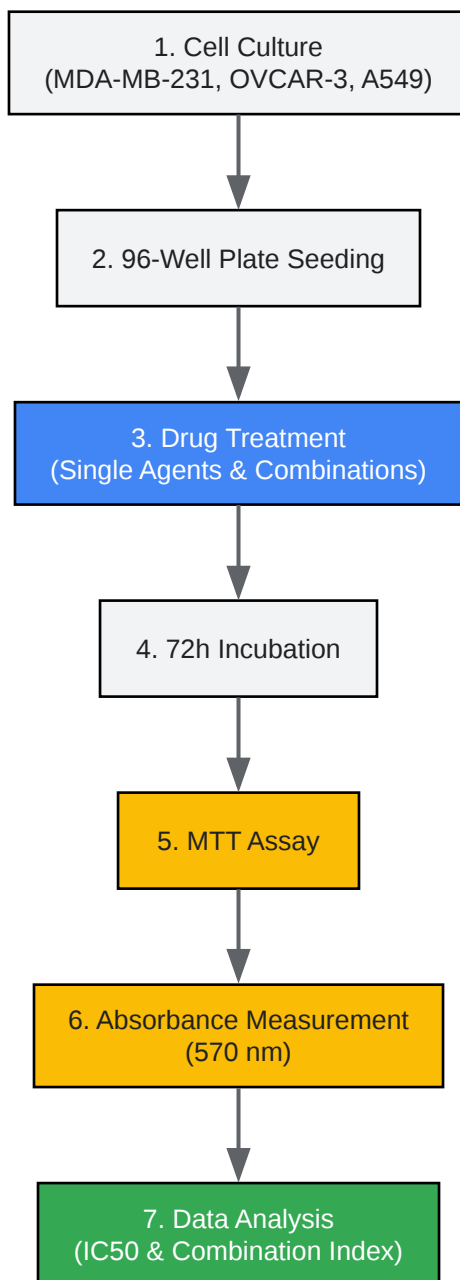 1. Cell Culture
(MDA-MB-231, OVCAR-3, A549)
2. 96-Well Plate Seeding
3. Drug Treatment
(Single Agents & Combinations)
4. 72h Incubation
5. MTT Assay
6. Absorbance Measurement
(570 nm)
7. Data Analysis
(IC50 & Combination Index)